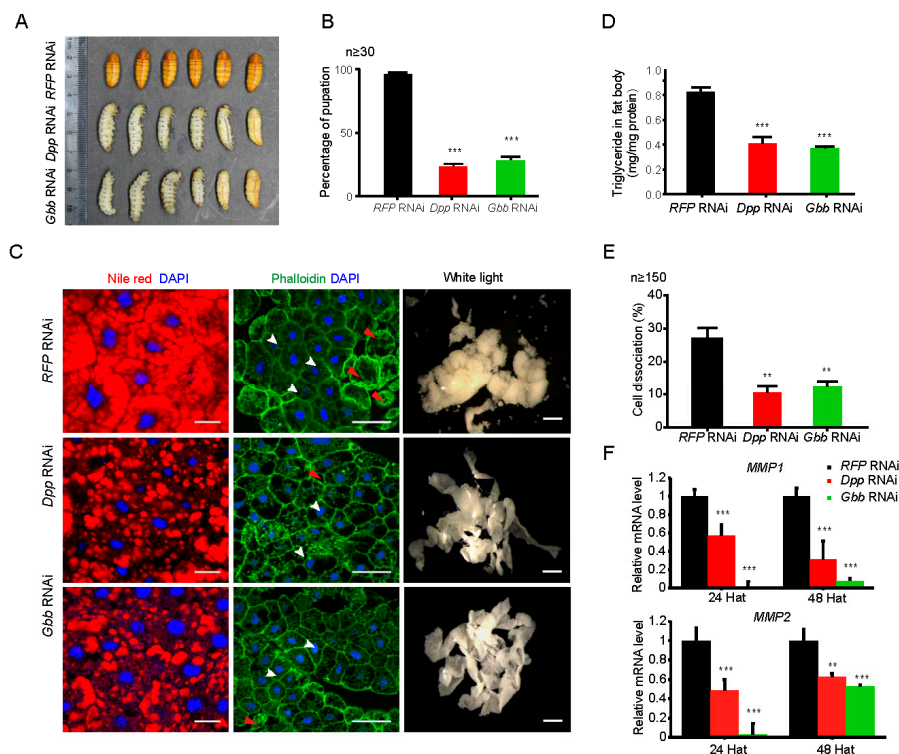 A
RFP RNAi
Dpp RNAi
Gbb RNAi
B
n≥30
Percentage of pupation
100
50
0
RFP RNAi
Dpp RNAi
Gbb RNAi
***
***
D
Triglyceride in fat body
(mg/mg protein)
1.0
0.8
0.6
0.4
0.2
0.0
RFP RNAi
Dpp RNAi
Gbb RNAi
***
***
C
Nile red DAPI
Phalloidin DAPI
White light
RFP RNAi
Dpp RNAi
Gbb RNAi
E
n≥150
Cell dissociation (%)
40
30
20
10
0
RFP RNAi
Dpp RNAi
Gbb RNAi
**
**
F
MMP1
RFP RNAi
Dpp RNAi
Gbb RNAi
Relative mRNA level
1.2
1
0.8
0.6
0.4
0.2
0
***
***
***
***
24 Hat
48 Hat
MMP2
Relative mRNA level
1.2
1
0.8
0.6
0.4
0.2
0
***
***
**
***
24 Hat
48 Hat